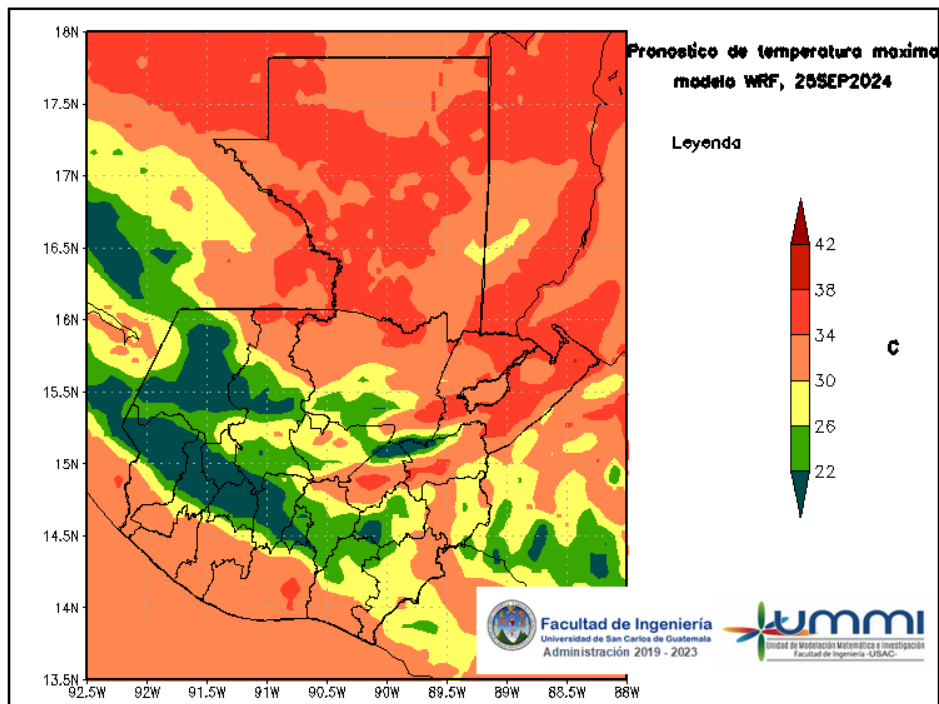 18N
17.5N
17N
16.5N
16N
15.5N
15N
14.5N
14N
13.5N
92.5W 92W 91.5W 91W 90.5W 90W 89.5W 89W 88.5W 88W
Pronostico de temperatura maxima
modelo WRF, 25SEP2024
Leyenda
42
38
34
30
26
22
C
Facultad de Ingeniería
Universidad de San Carlos de Guatemala
Administración 2019 - 2023
UMMI
Unidad de Modelación Matemática e Investigación
Facultad de Ingeniería -USAC-